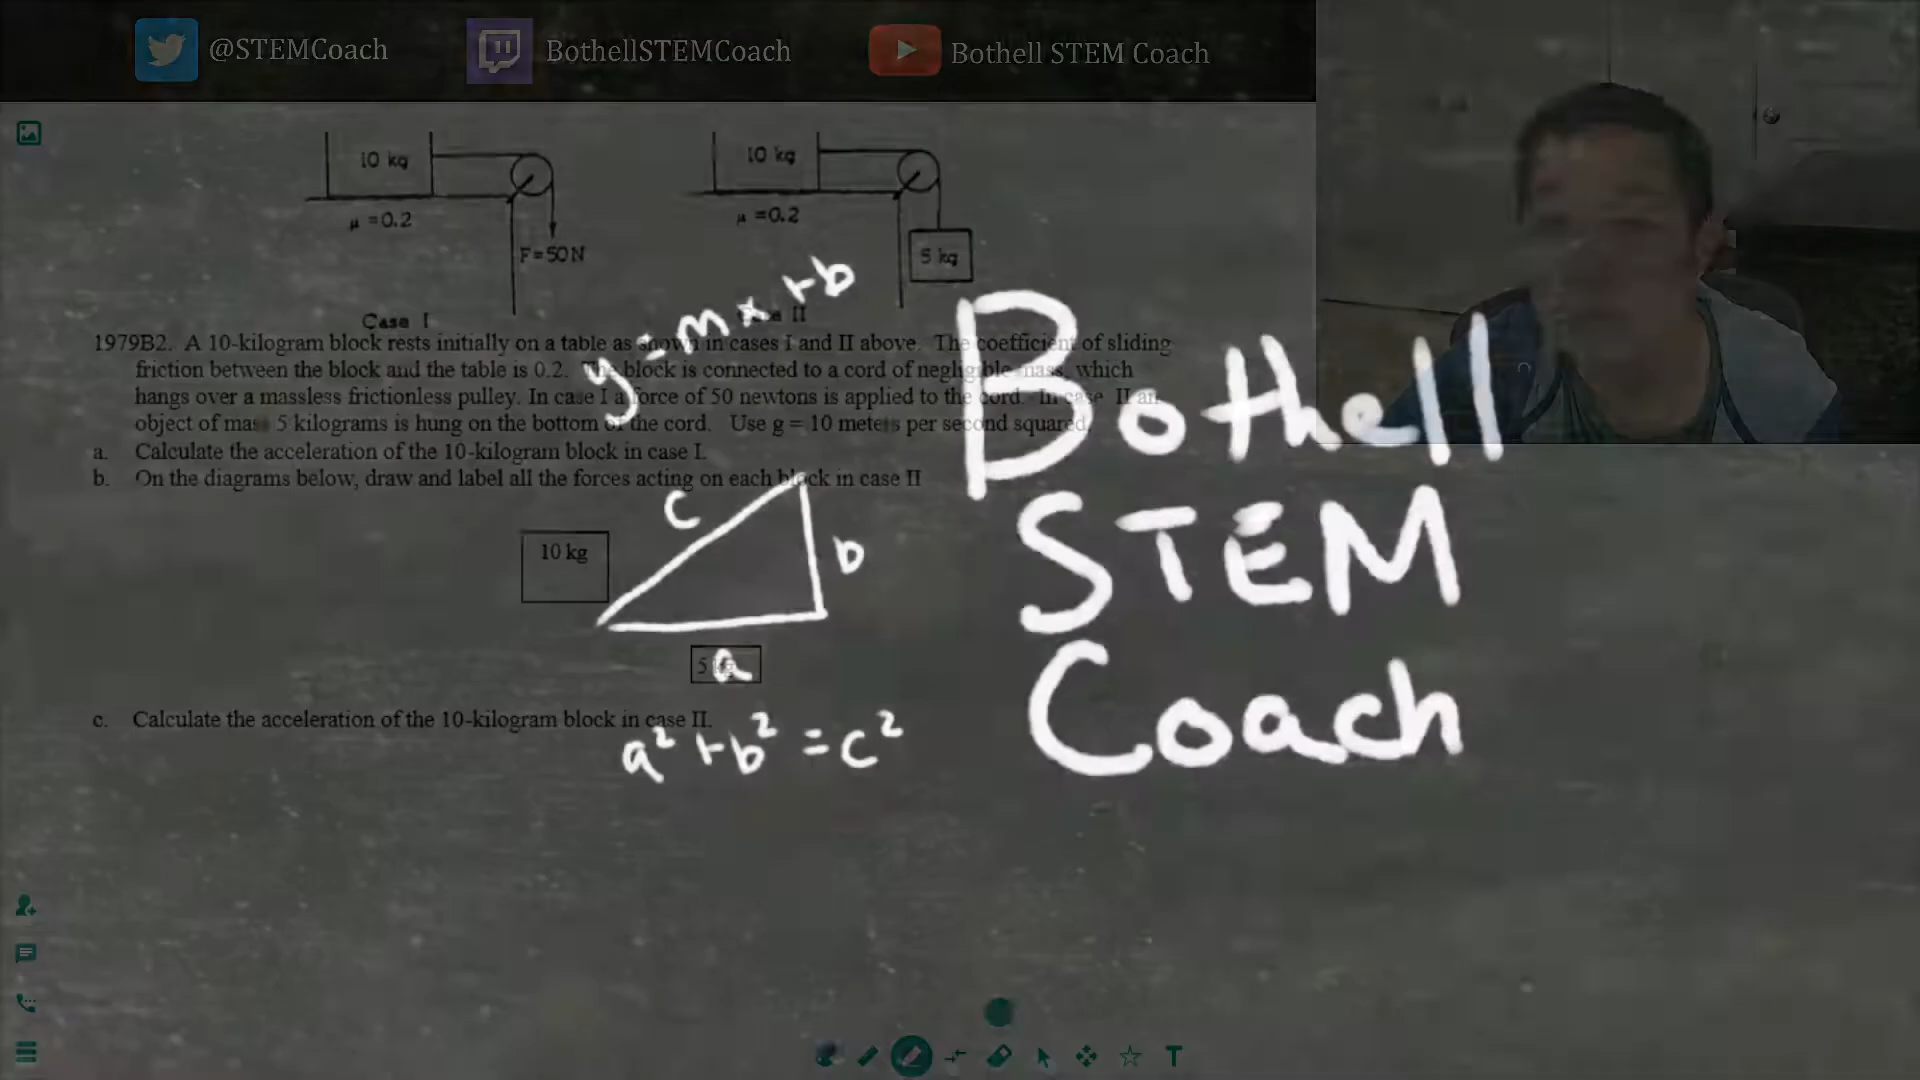 @STEMCoach
BothellSTEMCoach
Bothell STEM Coach
10 kg
μ = 0.2
F = 50 N
Case I
10 kg
μ = 0.2
5 kg
II
1979B2. A 10-kilogram block rests initially on a table as shown in cases I and II above. The coefficient of sliding
friction between the block and the table is 0.2. The block is connected to a cord of negligible mass, which
hangs over a massless frictionless pulley. In case I a force of 50 newtons is applied to the cord. In case II an
object of mass 5 kilograms is hung on the bottom of the cord. Use g = 10 meters per second squared.
a. Calculate the acceleration of the 10-kilogram block in case I.
b. On the diagrams below, draw and label all the forces acting on each block in case II
10 kg
5
c. Calculate the acceleration of the 10-kilogram block in case II.
y=mx+b
c
b
a
a²+b²=c²
Bothell
STEM
Coach
T